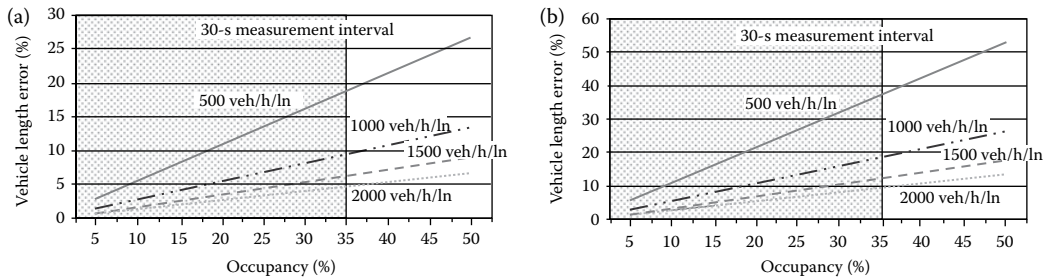 (a)
30
25
20
15
10
5
0
Vehicle length error (%)
30-s measurement interval
500 veh/h/ln
1000 veh/h/ln
1500 veh/h/ln
2000 veh/h/ln
5 10 15 20 25 30 35 40 45 50
Occupancy (%)
(b)
60
50
40
30
20
10
0
Vehicle length error (%)
30-s measurement interval
500 veh/h/ln
1000 veh/h/ln
1500 veh/h/ln
2000 veh/h/ln
5 10 15 20 25 30 35 40 45 50
Occupancy (%)